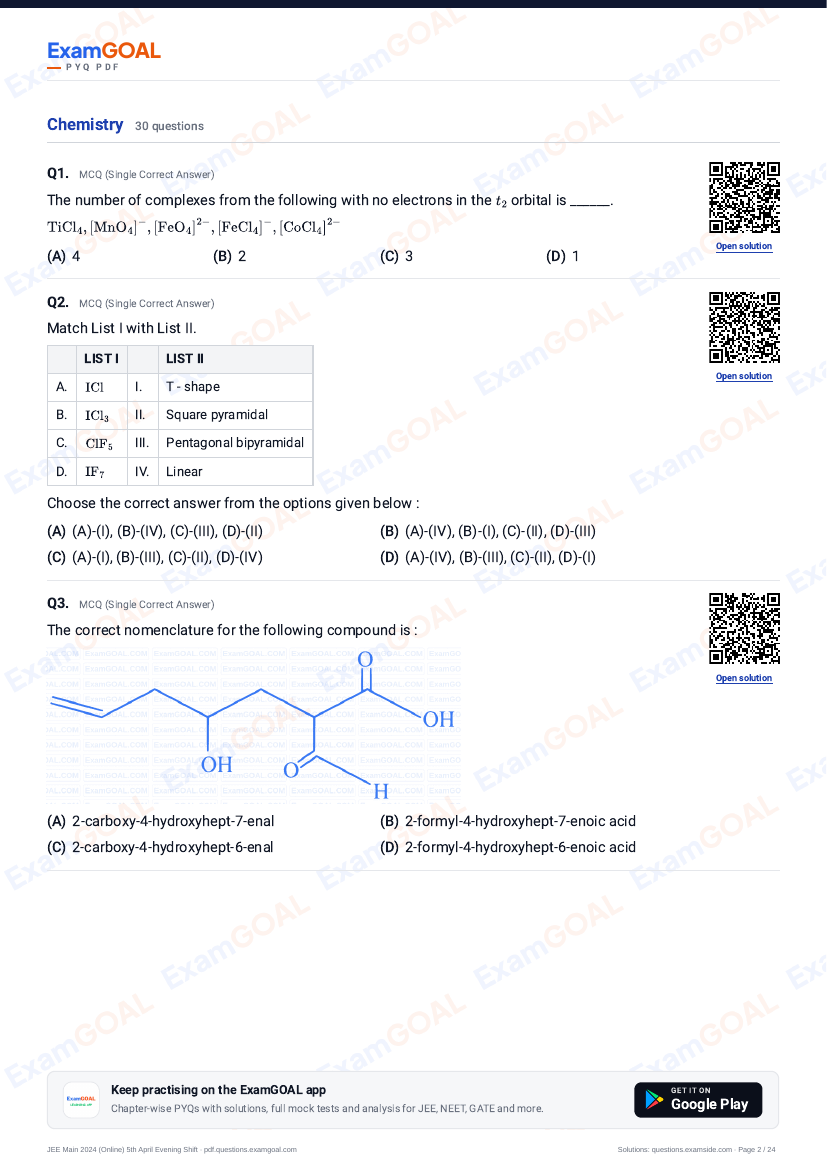 ExamGOAL
PYQ PDF
Chemistry 30 questions
Q1. MCQ (Single Correct Answer)
The number of complexes from the following with no electrons in the t₂ orbital is ______.
TiCl₄, [MnO₄]⁻, [FeO₄]²⁻, [FeCl₄]⁻, [CoCl₄]²⁻
(A) 4 (B) 2 (C) 3 (D) 1
Open solution
Q2. MCQ (Single Correct Answer)
Match List I with List II.
LIST I LIST II
A. ICl I. T - shape
B. ICl₃ II. Square pyramidal
C. ClF₅ III. Pentagonal bipyramidal
D. IF₇ IV. Linear
Choose the correct answer from the options given below :
(A) (A)-(I), (B)-(IV), (C)-(III), (D)-(II) (B) (A)-(IV), (B)-(I), (C)-(II), (D)-(III)
(C) (A)-(I), (B)-(III), (C)-(II), (D)-(IV) (D) (A)-(IV), (B)-(III), (C)-(II), (D)-(I)
Open solution
Q3. MCQ (Single Correct Answer)
The correct nomenclature for the following compound is :
O
OH
OH
O
H
Open solution
(A) 2-carboxy-4-hydroxyhept-7-enal (B) 2-formyl-4-hydroxyhept-7-enoic acid
(C) 2-carboxy-4-hydroxyhept-6-enal (D) 2-formyl-4-hydroxyhept-6-enoic acid
ExamGOAL
Keep practising on the ExamGOAL app
Chapter-wise PYQs with solutions, full mock tests and analysis for JEE, NEET, GATE and more.
GET IT ON
Google Play
JEE Main 2024 (Online) 5th April Evening Shift · pdf.questions.examgoal.com Solutions: questions.examside.com · Page 2 / 24